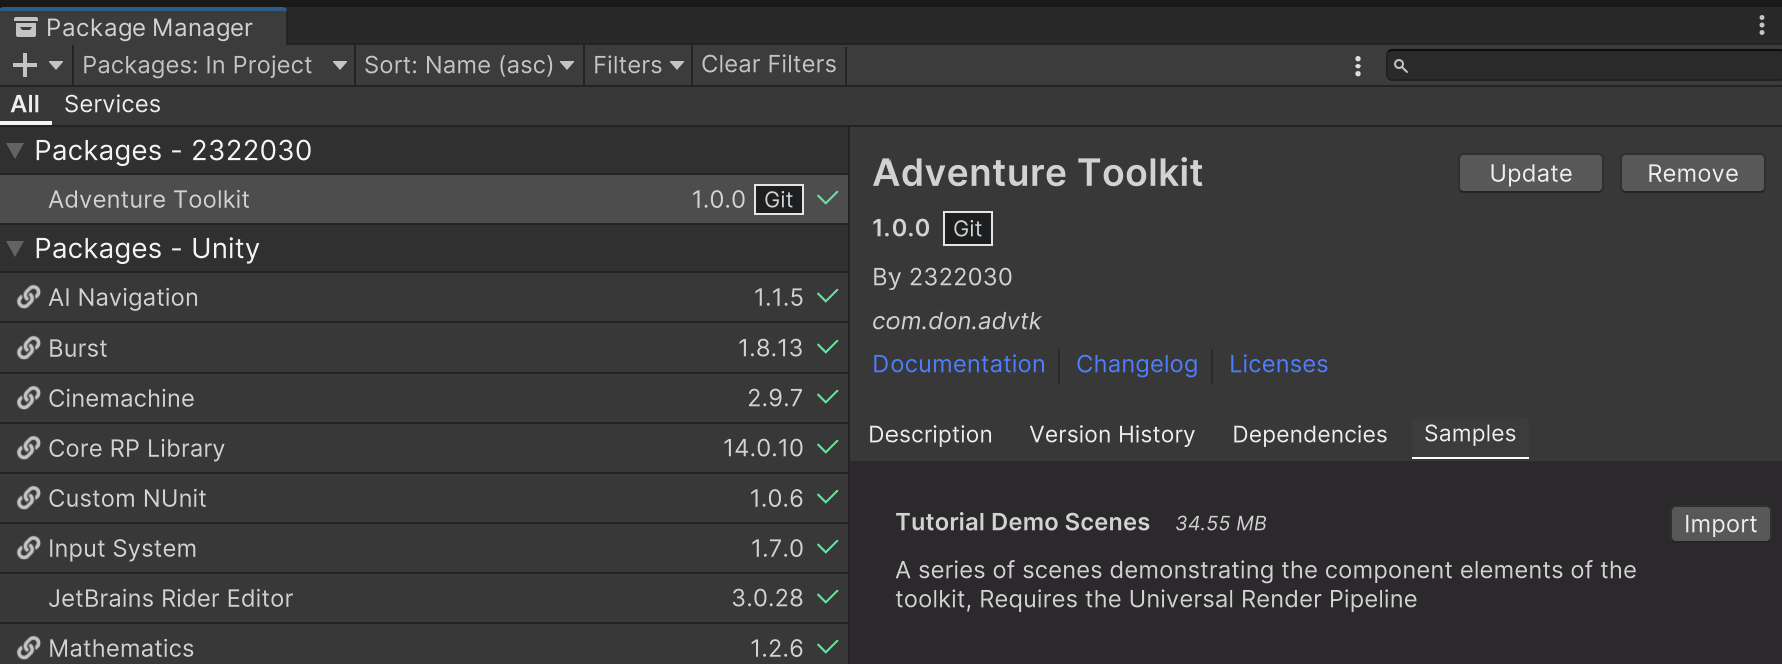 Package Manager
Packages: In Project
Sort: Name (asc)
Filters
Clear Filters
All
Services
Packages - 2322030
Adventure Toolkit 1.0.0 Git
Packages - Unity
AI Navigation 1.1.5
Burst 1.8.13
Cinemachine 2.9.7
Core RP Library 14.0.10
Custom NUnit 1.0.6
Input System 1.7.0
JetBrains Rider Editor 3.0.28
Mathematics 1.2.6
Adventure Toolkit
Update
Remove
1.0.0 Git
By 2322030
com.don.advtk
Documentation
Changelog
Licenses
Description
Version History
Dependencies
Samples
Tutorial Demo Scenes 34.55 MB
Import
A series of scenes demonstrating the component elements of the
toolkit, Requires the Universal Render Pipeline